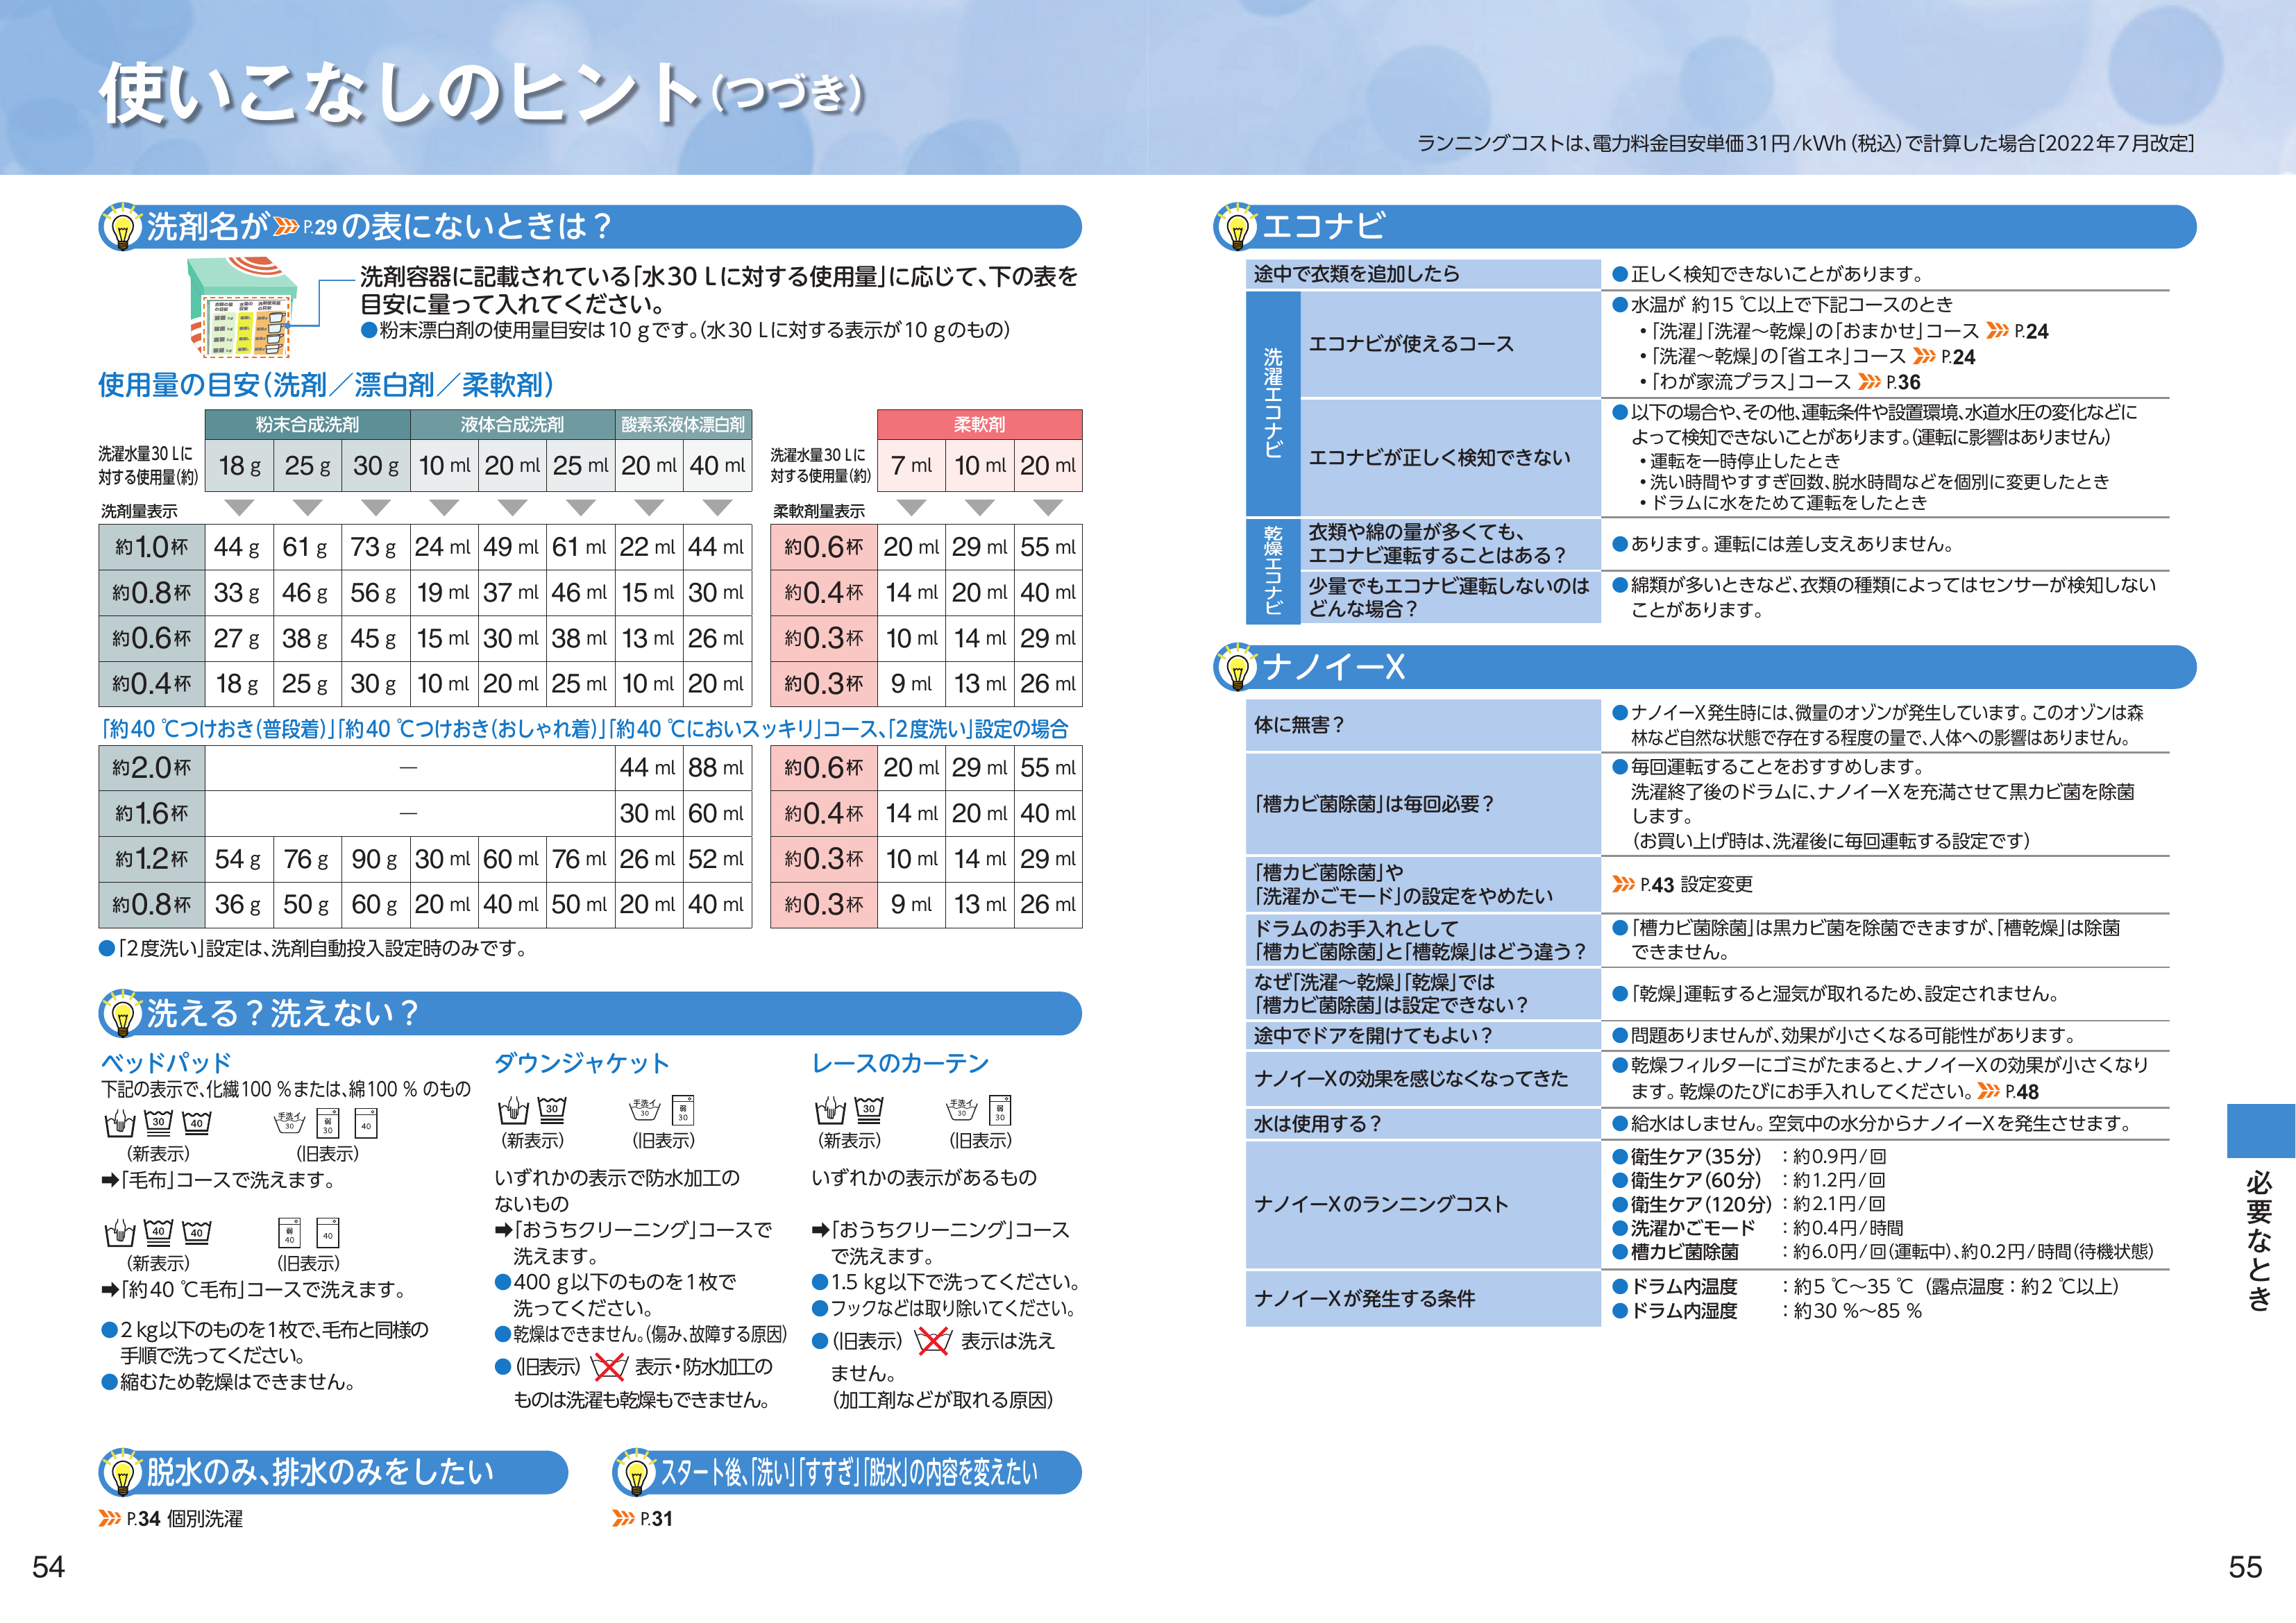 使いこなしのヒント(つづき)
ランニングコストは、電力料金目安単価31円/kWh(税込)で計算した場合[2022年7月改定]
洗剤名が P.29 の表にないときは?
洗剤容器に記載されている「水30 Lに対する使用量」に応じて、下の表を
目安に量って入れてください。
●粉末漂白剤の使用量目安は10 gです。(水30 Lに対する表示が10 gのもの)
使用量の目安(洗剤/漂白剤/柔軟剤)
粉末合成洗剤 液体合成洗剤 酸素系液体漂白剤 柔軟剤
洗濯水量30 Lに
対する使用量(約) 18 g 25 g 30 g 10 ml 20 ml 25 ml 20 ml 40 ml
洗濯水量30 Lに
対する使用量(約) 7 ml 10 ml 20 ml
洗剤量表示 柔軟剤量表示
約1.0杯 44 g 61 g 73 g 24 ml 49 ml 61 ml 22 ml 44 ml 約0.6杯 20 ml 29 ml 55 ml
約0.8杯 33 g 46 g 56 g 19 ml 37 ml 46 ml 15 ml 30 ml 約0.4杯 14 ml 20 ml 40 ml
約0.6杯 27 g 38 g 45 g 15 ml 30 ml 38 ml 13 ml 26 ml 約0.3杯 10 ml 14 ml 29 ml
約0.4杯 18 g 25 g 30 g 10 ml 20 ml 25 ml 10 ml 20 ml 約0.3杯 9 ml 13 ml 26 ml
「約40 ℃つけおき(普段着)」「約40 ℃つけおき(おしゃれ着)」「約40 ℃においスッキリ」コース、「2度洗い」設定の場合
約2.0杯 — 44 ml 88 ml 約0.6杯 20 ml 29 ml 55 ml
約1.6杯 — 30 ml 60 ml 約0.4杯 14 ml 20 ml 40 ml
約1.2杯 54 g 76 g 90 g 30 ml 60 ml 76 ml 26 ml 52 ml 約0.3杯 10 ml 14 ml 29 ml
約0.8杯 36 g 50 g 60 g 20 ml 40 ml 50 ml 20 ml 40 ml 約0.3杯 9 ml 13 ml 26 ml
●「2度洗い」設定は、洗剤自動投入設定時のみです。
洗える?洗えない?
ベッドパッド
下記の表示で、化繊100 %または、綿100 % のもの
30 40 手洗イ 30 弱 30 40
(新表示) (旧表示)
➡「毛布」コースで洗えます。
40 40 弱 40 40
(新表示) (旧表示)
➡「約40 ℃毛布」コースで洗えます。
●2 kg以下のものを1枚で、毛布と同様の
手順で洗ってください。
●縮むため乾燥はできません。
ダウンジャケット
30 手洗イ 30 弱 30
(新表示) (旧表示)
いずれかの表示で防水加工の
ないもの
➡「おうちクリーニング」コースで
洗えます。
●400 g以下のものを1枚で
洗ってください。
●乾燥はできません。(傷み、故障する原因)
●(旧表示) 表示・防水加工の
ものは洗濯も乾燥もできません。
レースのカーテン
30 手洗イ 30 弱 30
(新表示) (旧表示)
いずれかの表示があるもの
➡「おうちクリーニング」コース
で洗えます。
●1.5 kg以下で洗ってください。
●フックなどは取り除いてください。
●(旧表示) 表示は洗え
ません。
(加工剤などが取れる原因)
脱水のみ、排水のみをしたい
P.34 個別洗濯
スタート後、「洗い」「すすぎ」「脱水」の内容を変えたい
P.31
54
エコナビ
途中で衣類を追加したら
●正しく検知できないことがあります。
洗濯エコナビ
エコナビが使えるコース
●水温が 約15 ℃以上で下記コースのとき
・「洗濯」「洗濯〜乾燥」の「おまかせ」コース P.24
・「洗濯〜乾燥」の「省エネ」コース P.24
・「わが家流プラス」コース P.36
エコナビが正しく検知できない
●以下の場合や、その他、運転条件や設置環境、水道水圧の変化などに
よって検知できないことがあります。(運転に影響はありません)
・運転を一時停止したとき
・洗い時間やすすぎ回数、脱水時間などを個別に変更したとき
・ドラムに水をためて運転をしたとき
乾燥エコナビ
衣類や綿の量が多くても、
エコナビ運転することはある?
●あります。運転には差し支えありません。
少量でもエコナビ運転しないのは
どんな場合?
●綿類が多いときなど、衣類の種類によってはセンサーが検知しない
ことがあります。
ナノイーX
体に無害?
●ナノイーX発生時には、微量のオゾンが発生しています。このオゾンは森
林など自然な状態で存在する程度の量で、人体への影響はありません。
「槽カビ菌除菌」は毎回必要?
●毎回運転することをおすすめします。
洗濯終了後のドラムに、ナノイーXを充満させて黒カビ菌を除菌
します。
(お買い上げ時は、洗濯後に毎回運転する設定です)
「槽カビ菌除菌」や
「洗濯かごモード」の設定をやめたい
P.43 設定変更
ドラムのお手入れとして
「槽カビ菌除菌」と「槽乾燥」はどう違う?
●「槽カビ菌除菌」は黒カビ菌を除菌できますが、「槽乾燥」は除菌
できません。
なぜ「洗濯〜乾燥」「乾燥」では
「槽カビ菌除菌」は設定できない?
●「乾燥」運転すると湿気が取れるため、設定されません。
途中でドアを開けてもよい?
●問題ありませんが、効果が小さくなる可能性があります。
ナノイーXの効果を感じなくなってきた
●乾燥フィルターにゴミがたまると、ナノイーXの効果が小さくなり
ます。乾燥のたびにお手入れしてください。 P.48
水は使用する?
●給水はしません。空気中の水分からナノイーXを発生させます。
ナノイーXのランニングコスト
●衛生ケア(35分) :約0.9円/回
●衛生ケア(60分) :約1.2円/回
●衛生ケア(120分):約2.1円/回
●洗濯かごモード :約0.4円/時間
●槽カビ菌除菌 :約6.0円/回(運転中)、約0.2円/時間(待機状態)
ナノイーXが発生する条件
●ドラム内温度 :約5 ℃〜35 ℃ (露点温度:約2 ℃以上)
●ドラム内湿度 :約30 %〜85 %
必要なとき
55